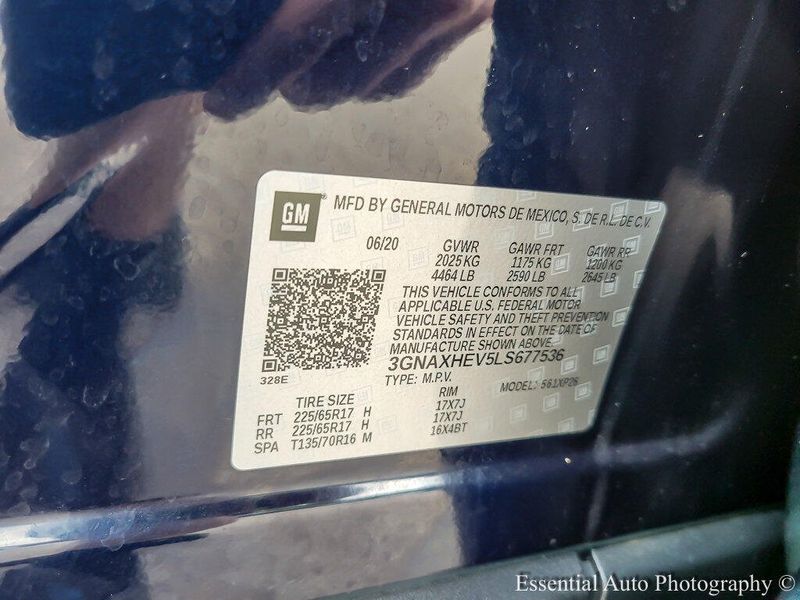 GM
MFD BY GENERAL MOTORS DE MEXICO, S. DE R.L. DE C.V.
06/20 GVWR GAWR FRT GAWR RR
2025 KG 1175 KG 1200 KG
4464 LB 2590 LB 2645 LB
THIS VEHICLE CONFORMS TO ALL
APPLICABLE U.S. FEDERAL MOTOR
VEHICLE SAFETY AND THEFT PREVENTION
STANDARDS IN EFFECT ON THE DATE OF
MANUFACTURE SHOWN ABOVE.
328E
3GNAXHEV5LS677536
TYPE: M.P.V. MODEL: 561XP26
TIRE SIZE RIM
FRT 225/65R17 H 17X7J
RR 225/65R17 H 17X7J
SPA T135/70R16 M 16X4BT
Essential Auto Photography ©